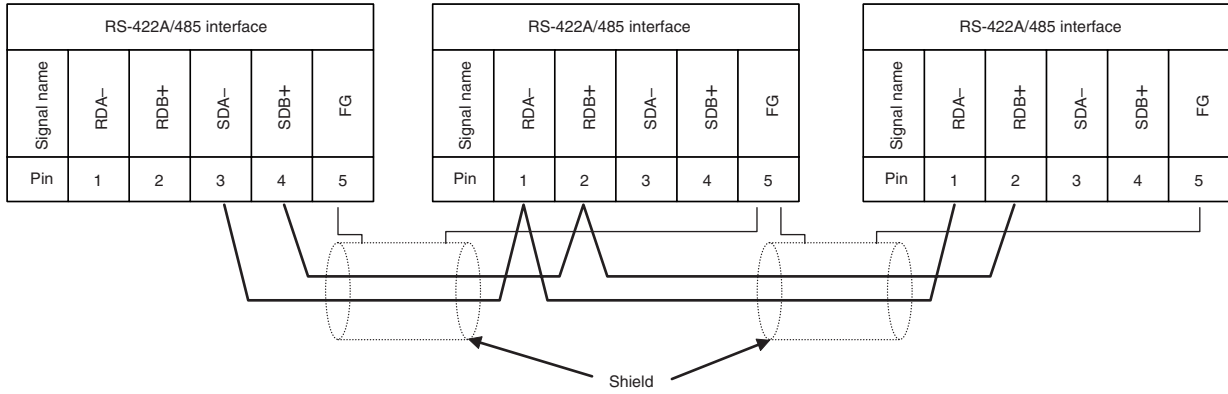 RS-422A/485 interface
Signal name RDA– RDB+ SDA– SDB+ FG
Pin 1 2 3 4 5
RS-422A/485 interface
Signal name RDA– RDB+ SDA– SDB+ FG
Pin 1 2 3 4 5
RS-422A/485 interface
Signal name RDA– RDB+ SDA– SDB+ FG
Pin 1 2 3 4 5
Shield